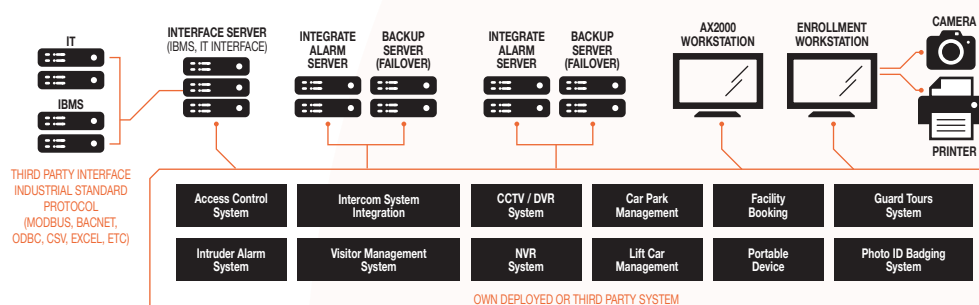 IT
IBMS
THIRD PARTY INTERFACE
INDUSTRIAL STANDARD
PROTOCOL
(MODBUS, BACNET,
ODBC, CSV, EXCEL, ETC)
INTERFACE SERVER
(IBMS, IT INTERFACE)
INTEGRATE
ALARM
SERVER
BACKUP
SERVER
(FAILOVER)
INTEGRATE
ALARM
SERVER
BACKUP
SERVER
(FAILOVER)
AX2000
WORKSTATION
ENROLLMENT
WORKSTATION
CAMERA
PRINTER
Access Control
System
Intercom System
Integration
CCTV / DVR
System
Car Park
Management
Facility
Booking
Guard Tours
System
Intruder Alarm
System
Visitor Management
System
NVR
System
Lift Car
Management
Portable
Device
Photo ID Badging
System
OWN DEPLOYED OR THIRD PARTY SYSTEM